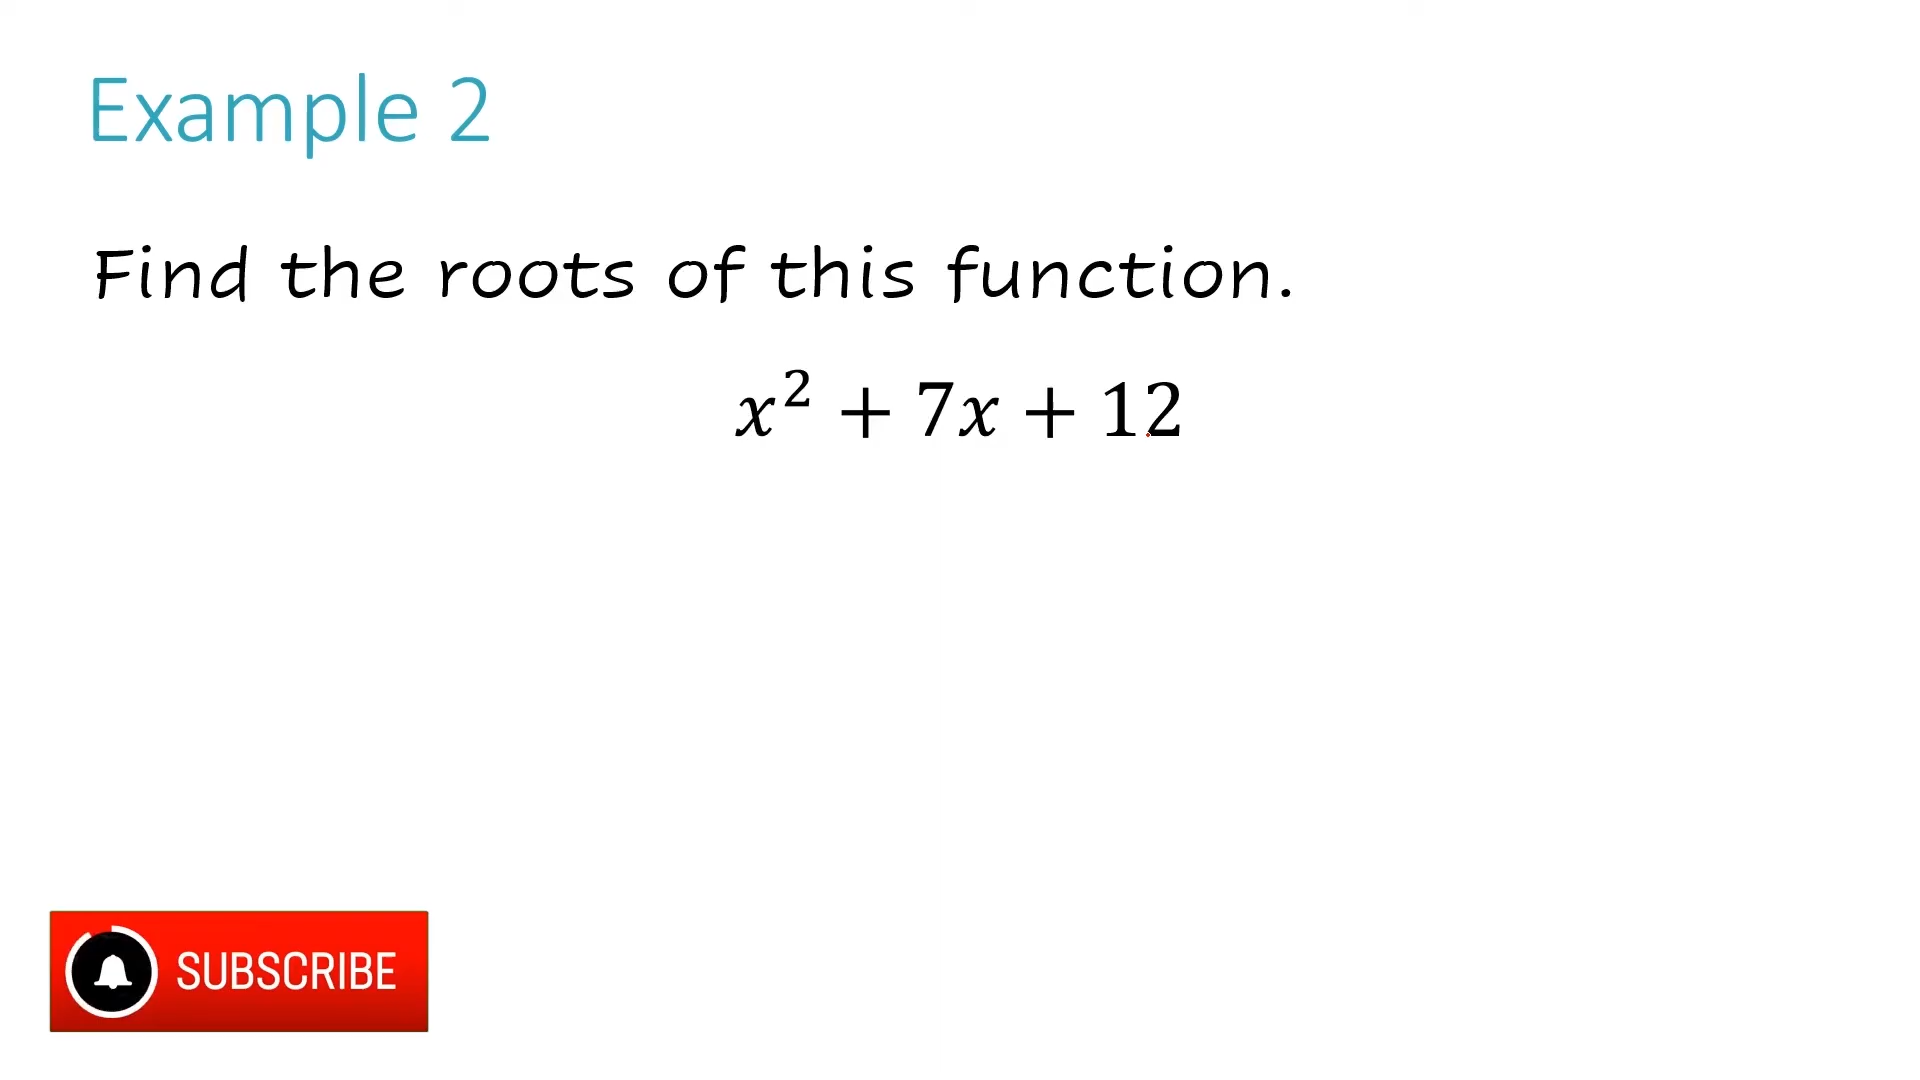 Example 2
Find the roots of this function.
x² + 7x + 12
SUBSCRIBE